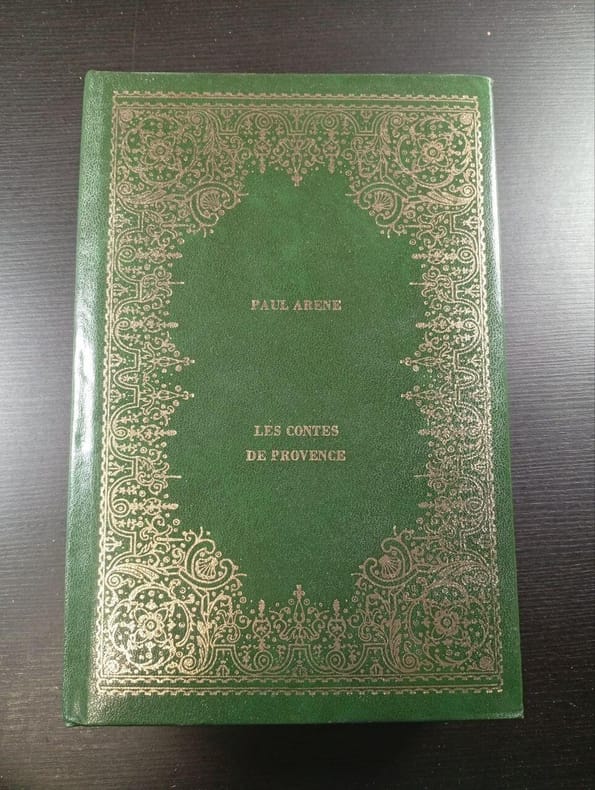 PAUL ARENE
LES CONTES
DE PROVENCE